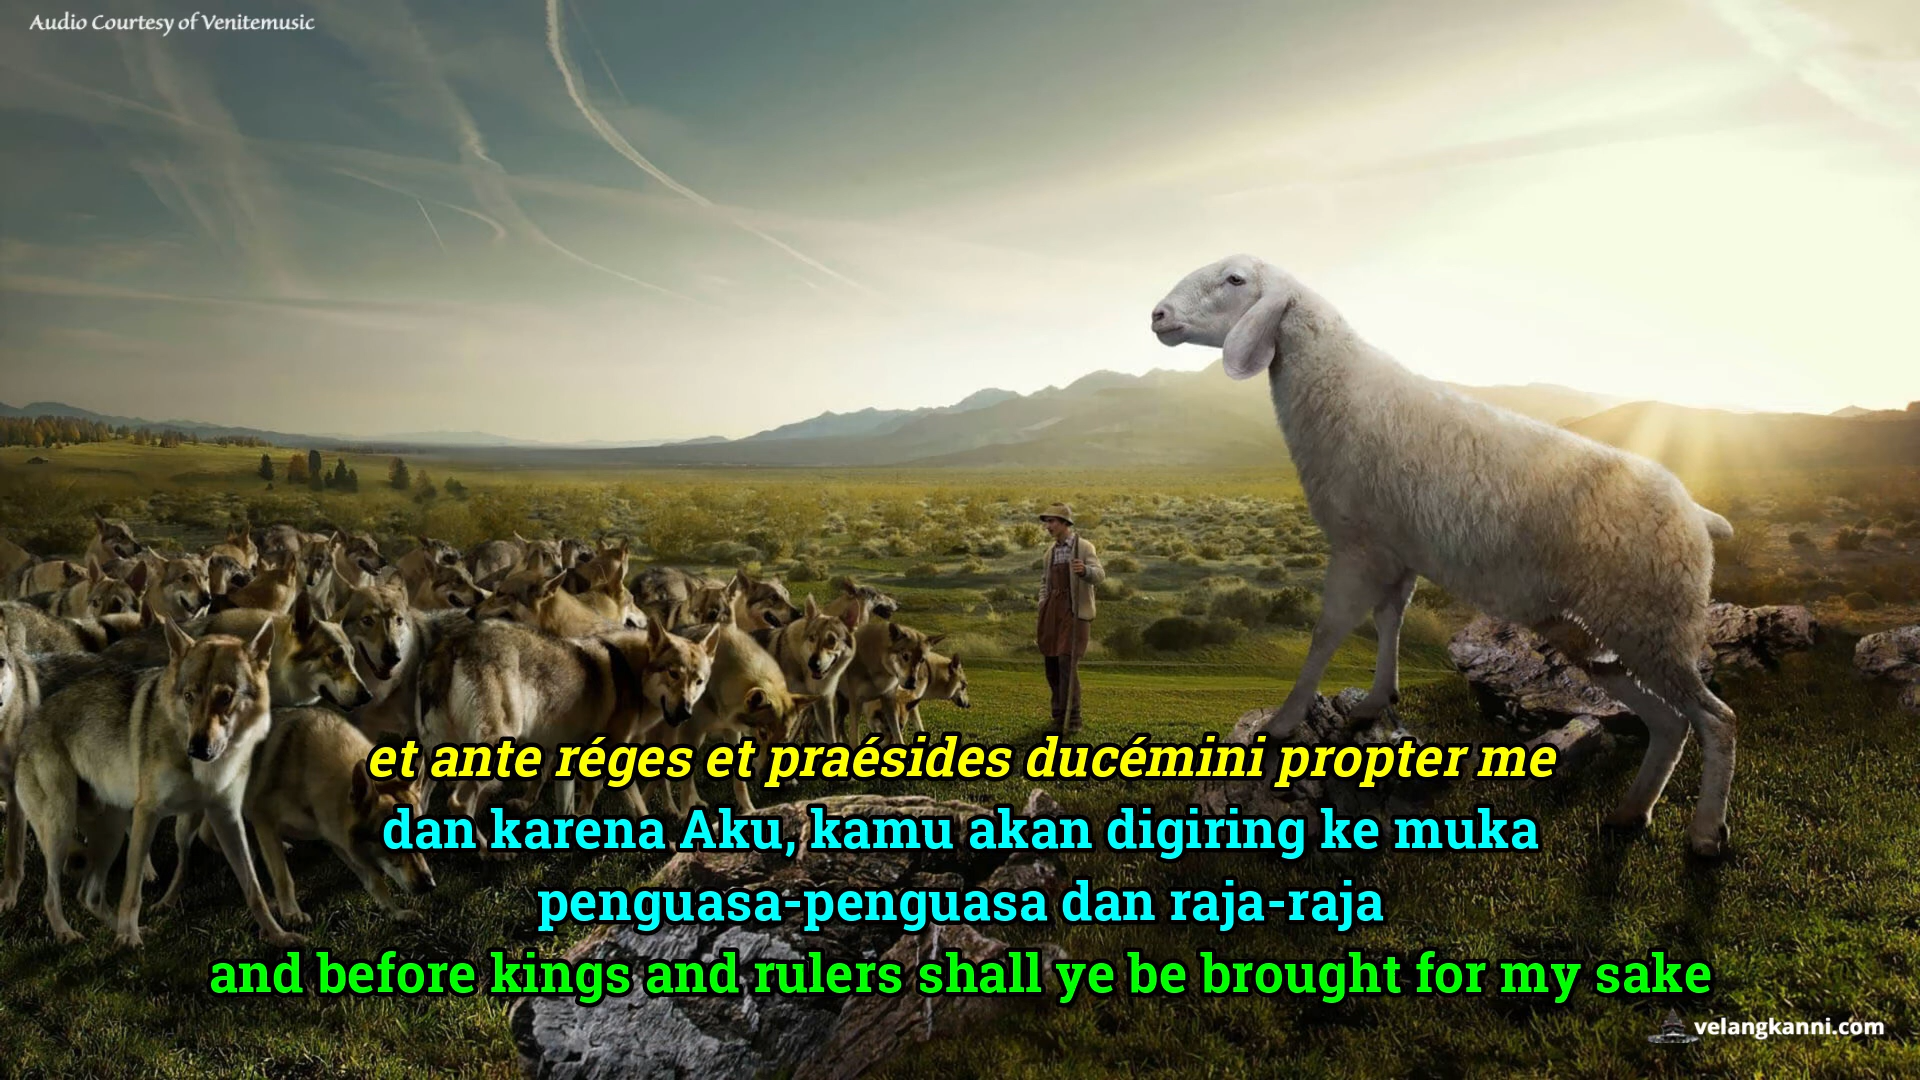 Audio Courtesy of Venitemusic
et ante réges et praésides ducémini propter me
dan karena Aku, kamu akan digiring ke muka
penguasa-penguasa dan raja-raja
and before kings and rulers shall ye be brought for my sake
velangkanni.com